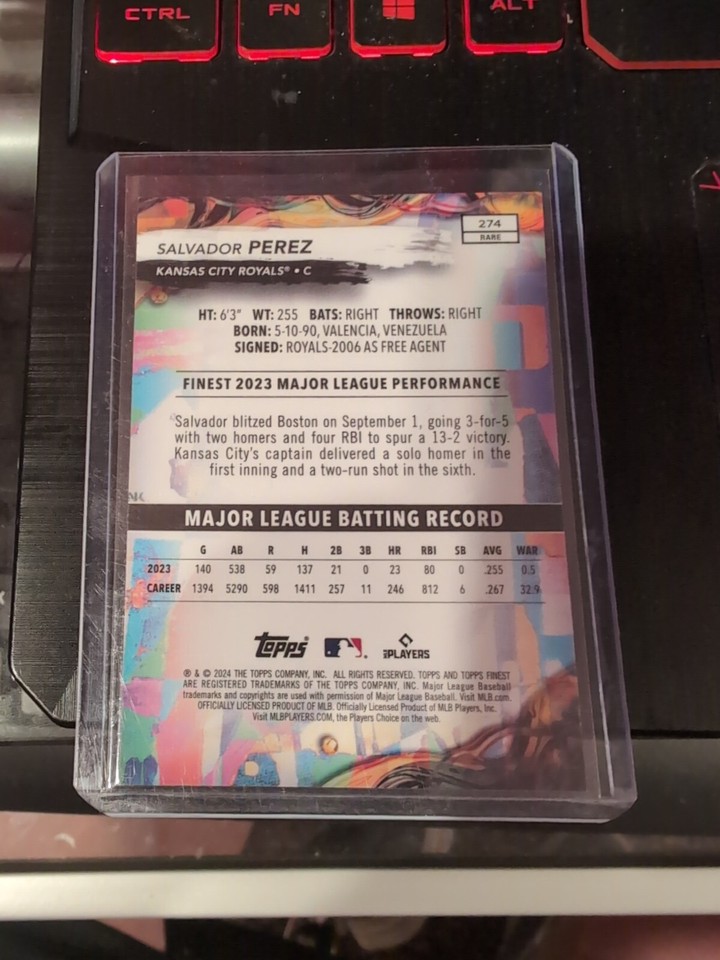 CTRL
FN
ALT
274
RARE
SALVADOR PEREZ
KANSAS CITY ROYALS® • C
HT: 6'3" WT: 255 BATS: RIGHT THROWS: RIGHT
BORN: 5-10-90, VALENCIA, VENEZUELA
SIGNED: ROYALS-2006 AS FREE AGENT
FINEST 2023 MAJOR LEAGUE PERFORMANCE
Salvador blitzed Boston on September 1, going 3-for-5
with two homers and four RBI to spur a 13-2 victory.
Kansas City's captain delivered a solo homer in the
first inning and a two-run shot in the sixth.
MAJOR LEAGUE BATTING RECORD
G AB R H 2B 3B HR RBI SB AVG WAR
2023 140 538 59 137 21 0 23 80 0 .255 0.5
CAREER 1394 5290 598 1411 257 11 246 812 6 .267 32.9
Topps
PLAYERS
® & © 2024 THE TOPPS COMPANY, INC. ALL RIGHTS RESERVED. TOPPS AND TOPPS FINEST
ARE REGISTERED TRADEMARKS OF THE TOPPS COMPANY, INC. Major League Baseball
trademarks and copyrights are used with permission of Major League Baseball. Visit MLB.com.
OFFICIALLY LICENSED PRODUCT OF MLB. Officially Licensed Product of MLB Players, Inc.
Visit MLBPLAYERS.COM, the Players Choice on the web.